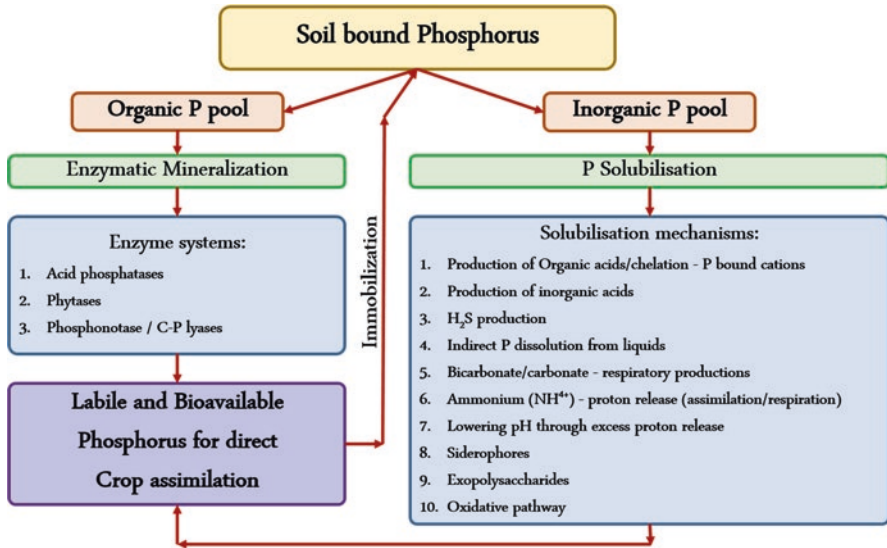 Soil bound Phosphorus
Organic P pool
Inorganic P pool
Enzymatic Mineralization
P Solubilisation
Enzyme systems:
1. Acid phosphatases
2. Phytases
3. Phosphonotase / C-P lyases
Immobilization
Solubilisation mechanisms:
1. Production of Organic acids/chelation - P bound cations
2. Production of inorganic acids
3. H₂S production
4. Indirect P dissolution from liquids
5. Bicarbonate/carbonate - respiratory productions
6. Ammonium (NH⁴⁺) - proton release (assimilation/respiration)
7. Lowering pH through excess proton release
8. Siderophores
9. Exopolysaccharides
10. Oxidative pathway
Labile and Bioavailable
Phosphorus for direct
Crop assimilation